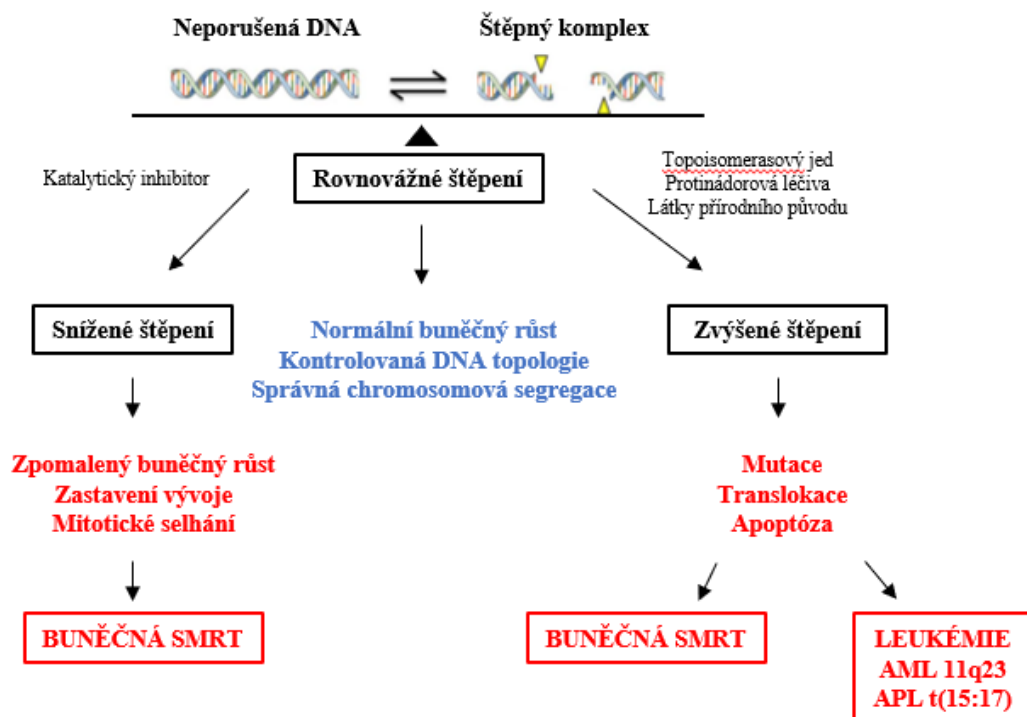 Neporušená DNA
Štěpný komplex
Katalytický inhibitor
Rovnovážné štěpení
Topoisomerasový jed
Protinádorová léčiva
Látky přírodního původu
Snížené štěpení
Normální buněčný růst
Kontrolovaná DNA topologie
Správná chromosomová segregace
Zvýšené štěpení
Zpomalený buněčný růst
Zastavení vývoje
Mitotické selhání
Mutace
Translokace
Apoptóza
BUNĚČNÁ SMRT
BUNĚČNÁ SMRT
LEUKÉMIE
AML 11q23
APL t(15:17)